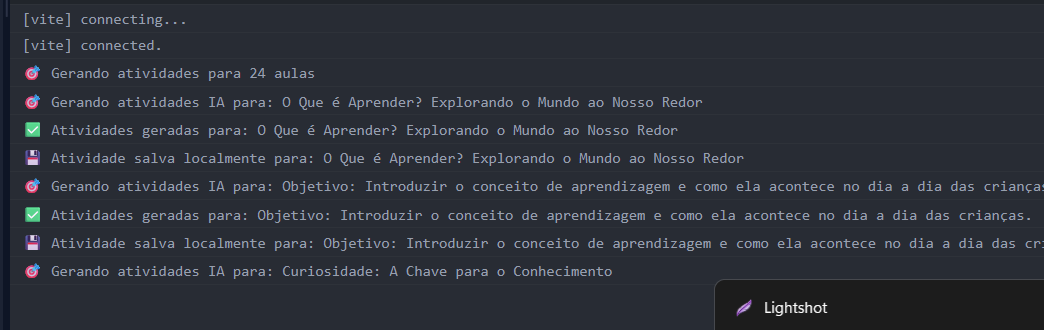 [vite] connecting...
[vite] connected.
🎯 Gerando atividades para 24 aulas
🎯 Gerando atividades IA para: O Que é Aprender? Explorando o Mundo ao Nosso Redor
✅ Atividades geradas para: O Que é Aprender? Explorando o Mundo ao Nosso Redor
💾 Atividade salva localmente para: O Que é Aprender? Explorando o Mundo ao Nosso Redor
🎯 Gerando atividades IA para: Objetivo: Introduzir o conceito de aprendizagem e como ela acontece no dia a dia das crianças
✅ Atividades geradas para: Objetivo: Introduzir o conceito de aprendizagem e como ela acontece no dia a dia das crianças.
💾 Atividade salva localmente para: Objetivo: Introduzir o conceito de aprendizagem e como ela acontece no dia a dia das cri
🎯 Gerando atividades IA para: Curiosidade: A Chave para o Conhecimento
Lightshot